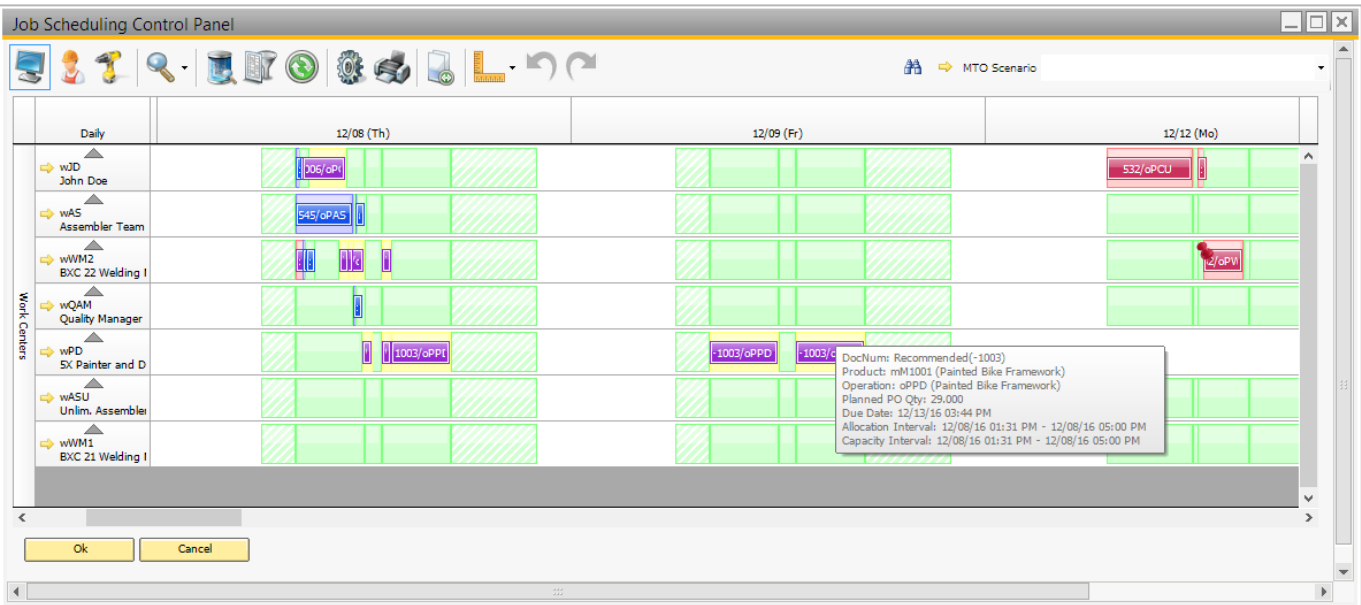 Job Scheduling Control Panel
MTO Scenario
Daily
12/08 (Th)
12/09 (Fr)
12/12 (Mo)
Work Centers
wJD
John Doe
006/oP
532/oPCU
wAS
Assembler Team
545/oPAS
wWM2
BXC 22 Welding
2/oPW
wQAM
Quality Manager
wPD
SX Painter and D
1003/oPPD
-1003/oPPD
-1003/o
DocNum: Recommended(-1003)
Product: mM1001 (Painted Bike Framework)
Operation: oPPD (Painted Bike Framework)
Planned PO Qty: 29.000
Due Date: 12/13/16 03:44 PM
Allocation Interval: 12/08/16 01:31 PM - 12/08/16 05:00 PM
Capacity Interval: 12/08/16 01:31 PM - 12/08/16 05:00 PM
wASU
Unlim. Assembler
wWM1
BXC 21 Welding
Ok
Cancel